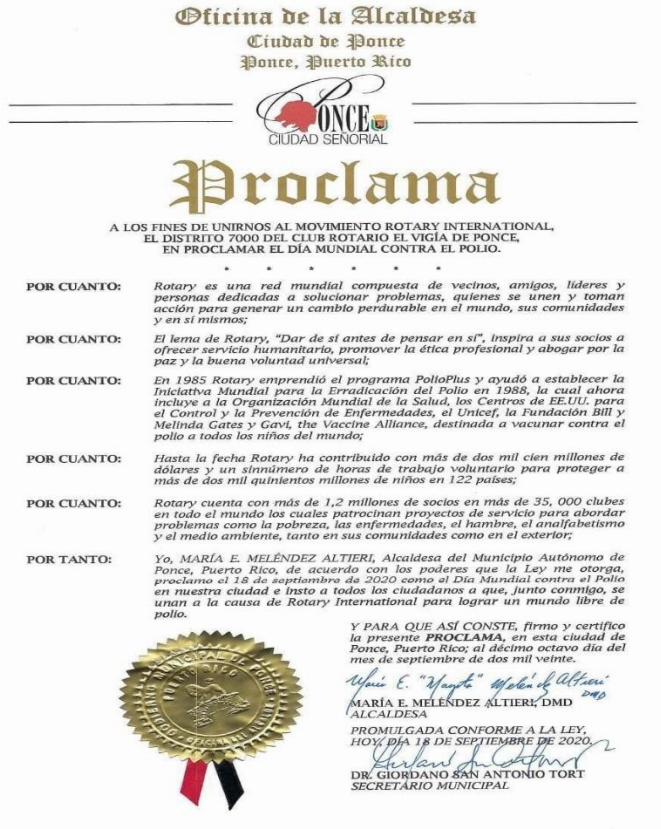 Oficina de la Alcaldesa
Ciudad de Ponce
Ponce, Puerto Rico
PONCE
CIUDAD SEÑORIAL
Proclama
A LOS FINES DE UNIRNOS AL MOVIMIENTO ROTARY INTERNATIONAL,
EL DISTRITO 7000 DEL CLUB ROTARIO EL VIGÍA DE PONCE,
EN PROCLAMAR EL DÍA MUNDIAL CONTRA EL POLIO.
* * * * * *
POR CUANTO: Rotary es una red mundial compuesta de vecinos, amigos, líderes y
personas dedicadas a solucionar problemas, quienes se unen y toman
acción para generar un cambio perdurable en el mundo, sus comunidades
y en sí mismos;
POR CUANTO: El lema de Rotary, "Dar de sí antes de pensar en sí", inspira a sus socios a
ofrecer servicio humanitario, promover la ética profesional y abogar por la
paz y la buena voluntad universal;
POR CUANTO: En 1985 Rotary emprendió el programa PolioPlus y ayudó a establecer la
Iniciativa Mundial para la Erradicación del Polio en 1988, la cual ahora
incluye a la Organización Mundial de la Salud, los Centros de EE.UU. para
el Control y la Prevención de Enfermedades, el Unicef, la Fundación Bill y
Melinda Gates y Gavi, the Vaccine Alliance, destinada a vacunar contra el
polio a todos los niños del mundo;
POR CUANTO: Hasta la fecha Rotary ha contribuido con más de dos mil cien millones de
dólares y un sinnúmero de horas de trabajo voluntario para proteger a
más de dos mil quinientos millones de niños en 122 países;
POR CUANTO: Rotary cuenta con más de 1,2 millones de socios en más de 35, 000 clubes
en todo el mundo los cuales patrocinan proyectos de servicio para abordar
problemas como la pobreza, las enfermedades, el hambre, el analfabetismo
y el medio ambiente, tanto en sus comunidades como en el exterior;
POR TANTO: Yo, MARÍA E. MELÉNDEZ ALTIERI, Alcaldesa del Municipio Autónomo de
Ponce, Puerto Rico, de acuerdo con los poderes que la Ley me otorga,
proclamo el 18 de septiembre de 2020 como el Día Mundial contra el Polio
en nuestra ciudad e insto a todos los ciudadanos a que, junto conmigo, se
unan a la causa de Rotary International para lograr un mundo libre de
polio.
Y PARA QUE ASÍ CONSTE, firmo y certifico
la presente PROCLAMA, en esta ciudad de
Ponce, Puerto Rico; al décimo octavo día del
mes de septiembre de dos mil veinte.
María E. "Mayita" Meléndez Altieri DMD
MARÍA E. MELÉNDEZ ALTIERI, DMD
ALCALDESA
PROMULGADA CONFORME A LA LEY,
HOY, DÍA 18 DE SEPTIEMBRE DE 2020.
DR. GIORDANO SAN ANTONIO TORT
SECRETARIO MUNICIPAL
GOBIERNO MUNICIPAL DE PONCE
PUERTO RICO